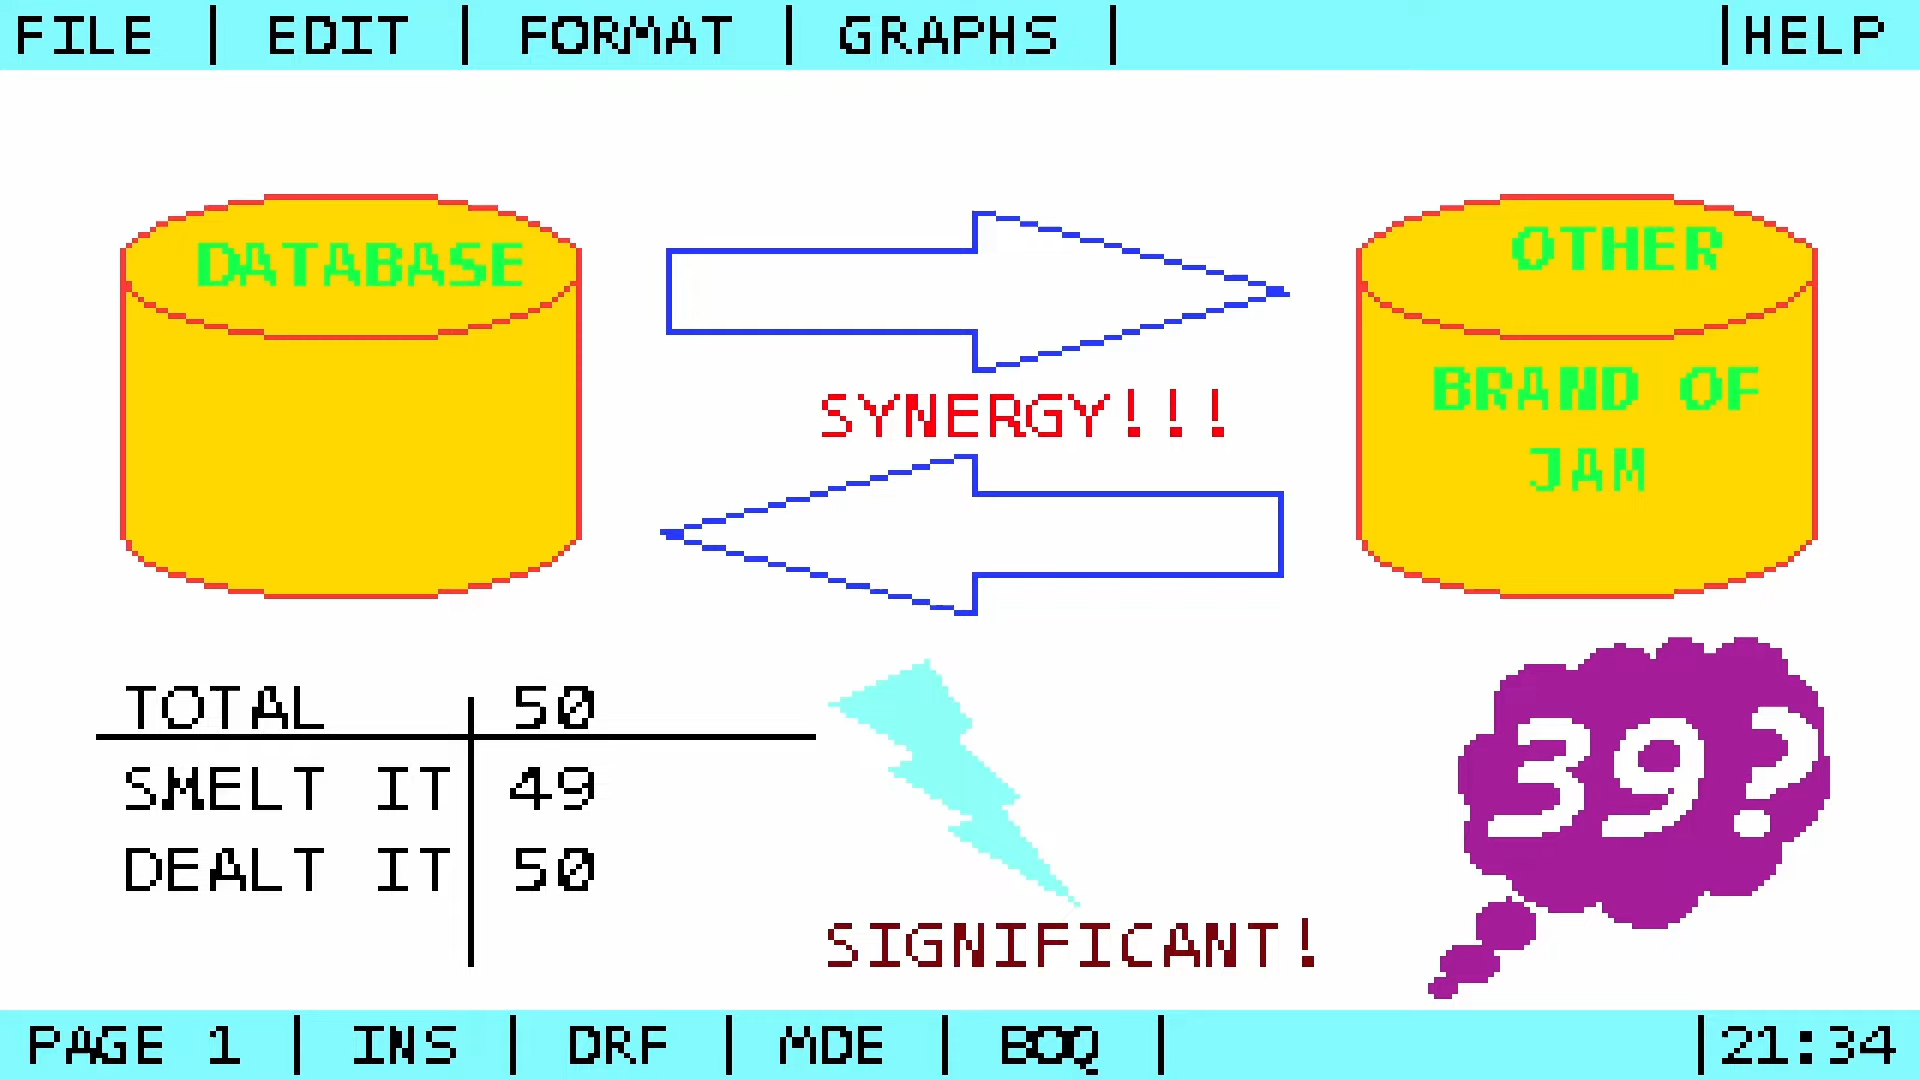 FILE | EDIT | FORMAT | GRAPHS | |HELP
DATABASE
OTHER
BRAND OF
JAM
SYNERGY!!!
TOTAL 50
SMELT IT 49
DEALT IT 50
39?
SIGNIFICANT!
PAGE 1 | INS | DRF | MDE | BOQ | |21:34